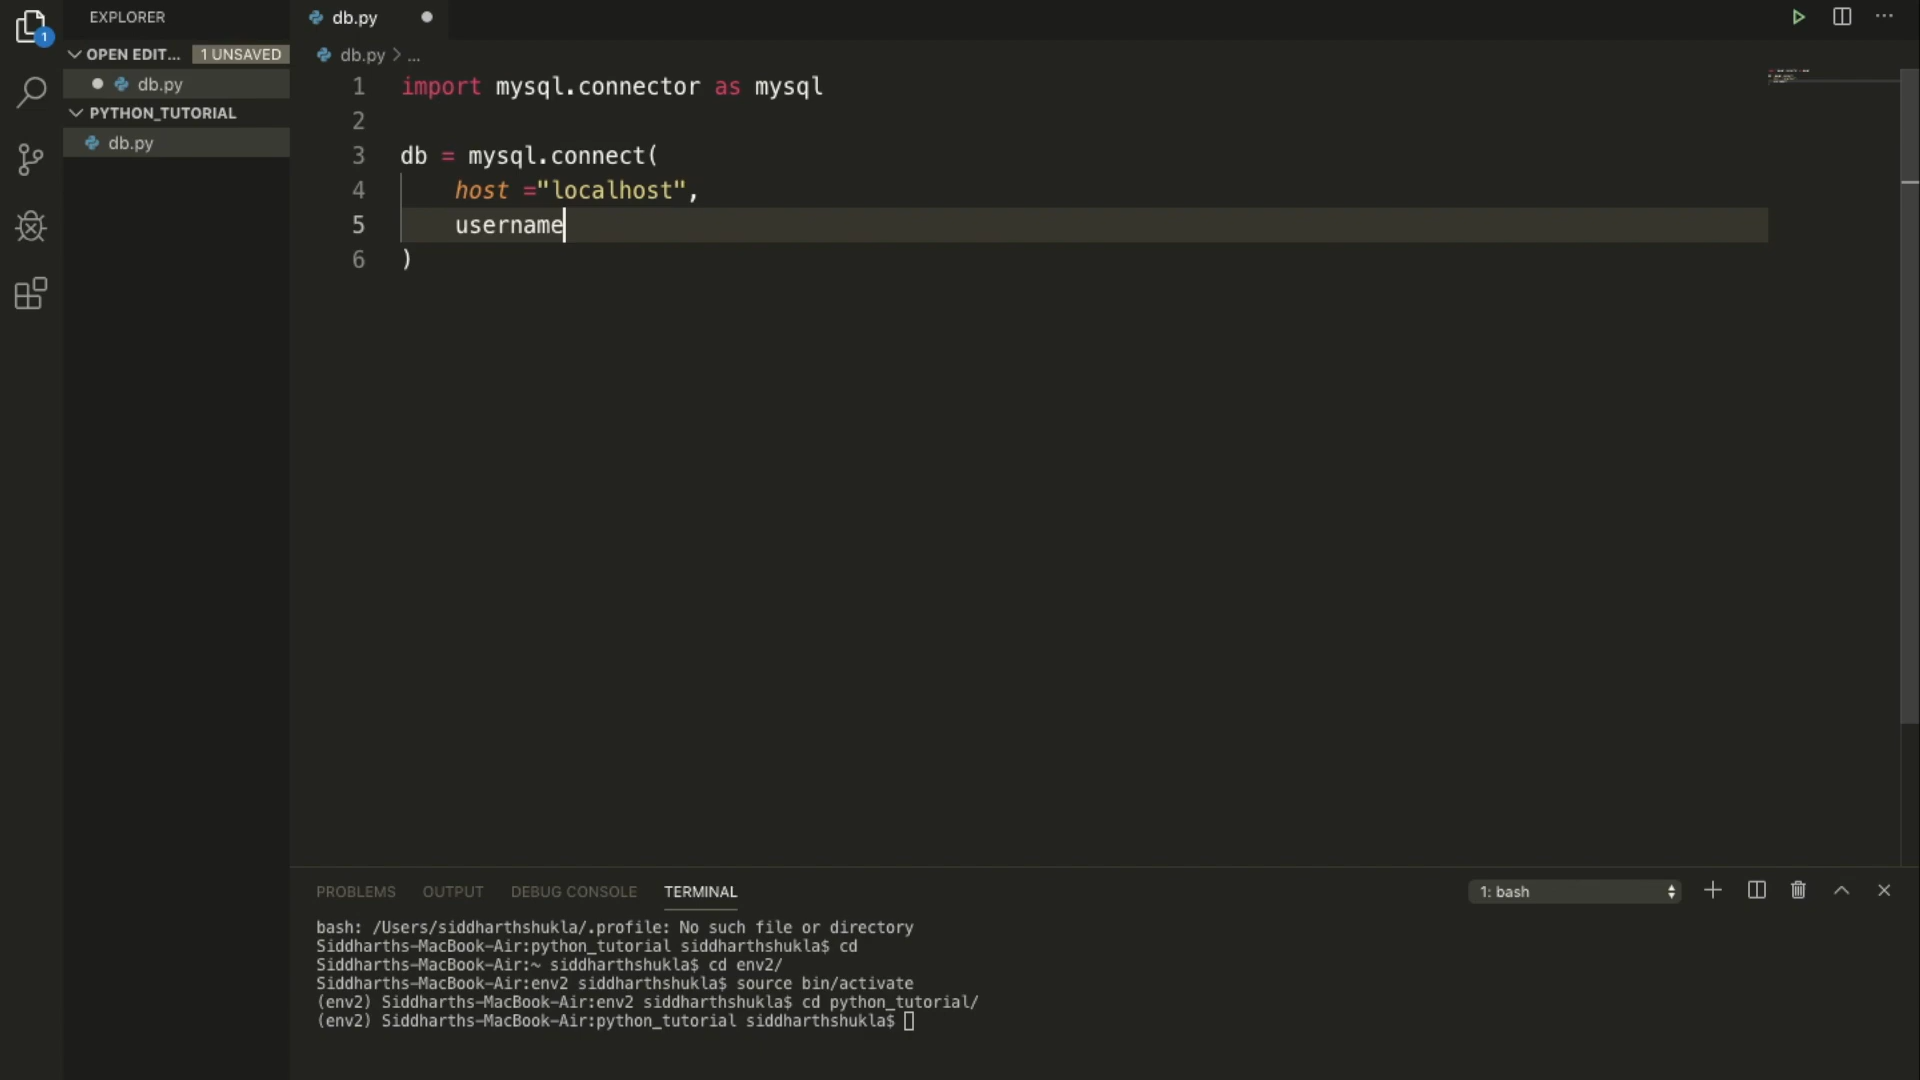 EXPLORER
OPEN EDIT... 1 UNSAVED
db.py
PYTHON_TUTORIAL
db.py
1
db.py
db.py > ...
1 import mysql.connector as mysql
2
3 db = mysql.connect(
4 host ="localhost",
5 username
6 )
PROBLEMS OUTPUT DEBUG CONSOLE TERMINAL 1: bash
bash: /Users/siddharthshukla/.profile: No such file or directory
Siddharths-MacBook-Air:python_tutorial siddharthshukla$ cd
Siddharths-MacBook-Air:~ siddharthshukla$ cd env2/
Siddharths-MacBook-Air:env2 siddharthshukla$ source bin/activate
(env2) Siddharths-MacBook-Air:env2 siddharthshukla$ cd python_tutorial/
(env2) Siddharths-MacBook-Air:python_tutorial siddharthshukla$